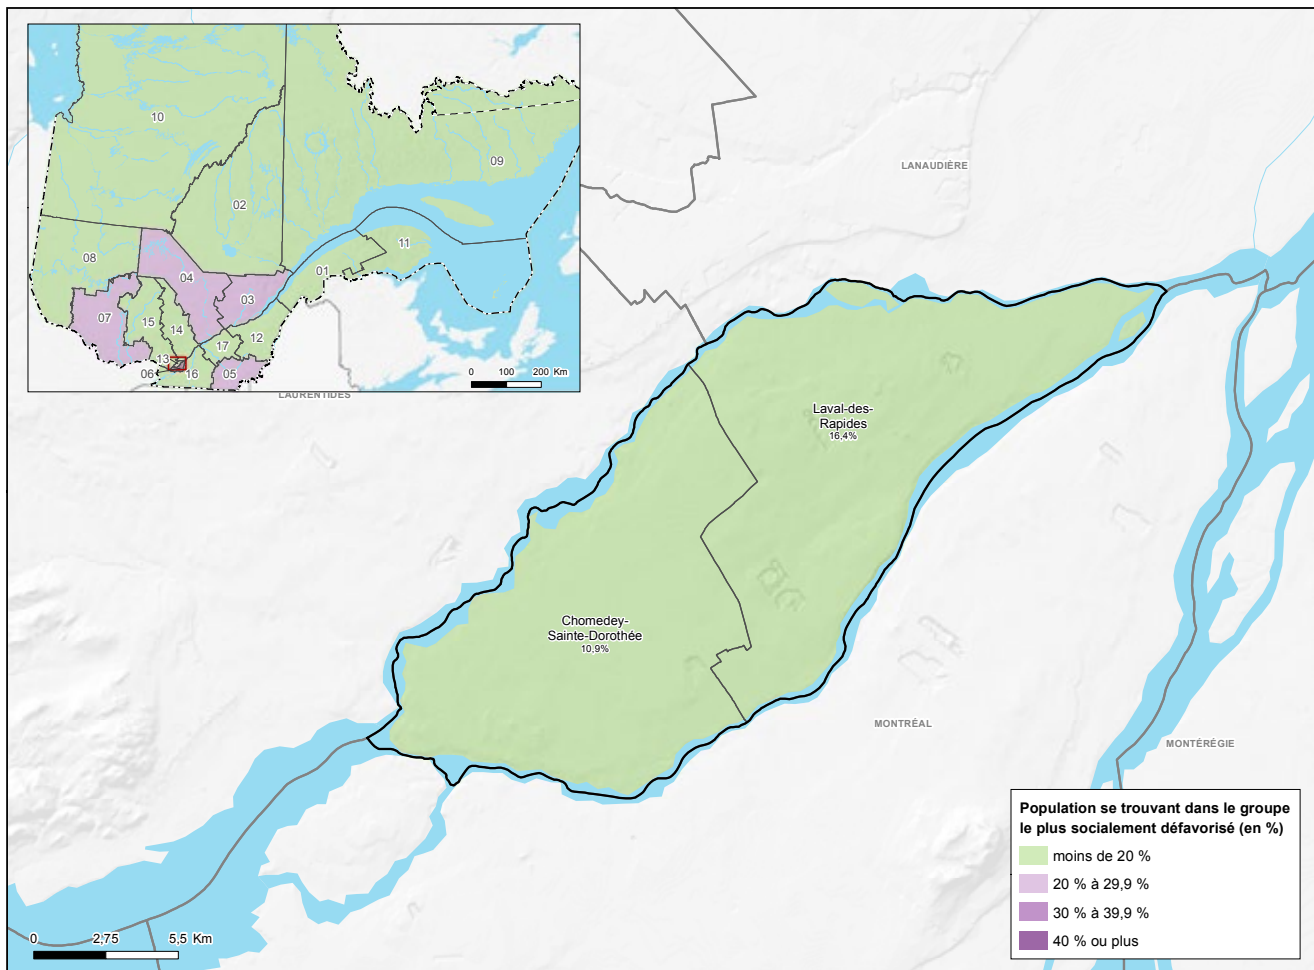 10
09
02
11
08
01
04
03
07
15
14
12
17
13
06
16
05
0 100 200 Km
LAURENTIDES
LANAUDIÈRE
Laval-des-
Rapides
16,4%
Chomedey-
Sainte-Dorothée
10,9%
MONTRÉAL
MONTÉRÉGIE
Population se trouvant dans le groupe
le plus socialement défavorisé (en %)
moins de 20 %
20 % à 29,9 %
30 % à 39,9 %
40 % ou plus
0 2,75 5,5 Km